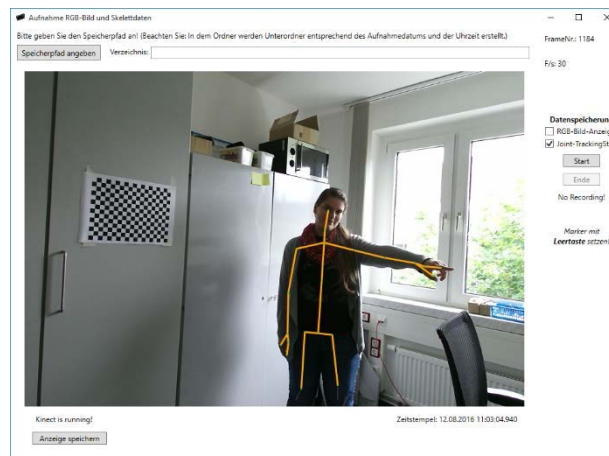 Aufnahme RGB-Bild und Skelettdaten
Bitte geben Sie den Speicherpfad an! (Beachten Sie: In dem Ordner werden Unterordner entsprechend des Aufnahmedatums und der Uhrzeit erstellt.)
FrameNr.: 1184
Speicherpfad angeben
Verzeichnis:
F/s: 30
Datenspeicherung
RGB-Bild-Anzeig
Joint-TrackingSt
Start
Ende
No Recording!
Marker mit
Leertaste setzen!
Kinect is running!
Zeitstempel: 12.08.2016 11:03:04.940
Anzeige speichern